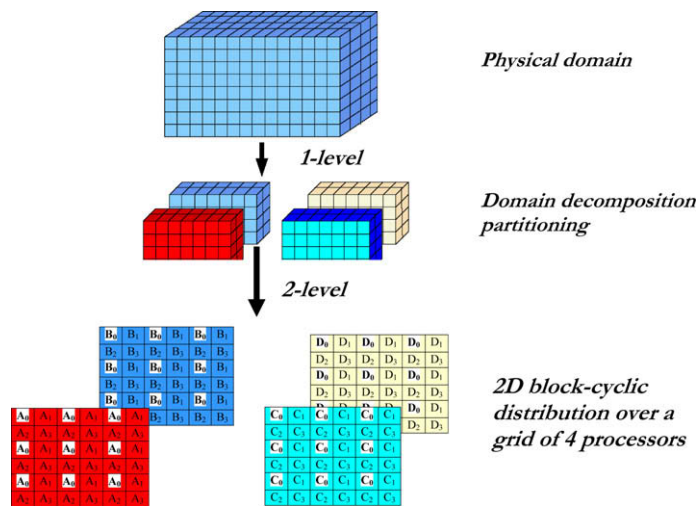 Physical domain
1-level
Domain decomposition
partitioning
2-level
B₀ B₁ B₀ B₁ B₀ B₁
B₂ B₃ B₂ B₃ B₂ B₃
B₀ B₁ B₀ B₁ B₀ B₁
B₂ B₃ B₂ B₃ B₂ B₃
B₀ B₁ B₀ B₁ B₀ B₁
B₂ B₃ B₂ B₃
D₀ D₁ D₀ D₁ D₀ D₁
D₂ D₃ D₂ D₃ D₂ D₃
D₀ D₁ D₀ D₁ D₀ D₁
D₂ D₃ D₂ D₃ D₂ D₃
D₀ D₁ D₀ D₁ D₀ D₁
D₂ D₃
A₀ A₁ A₀ A₁ A₀ A₁
A₂ A₃ A₂ A₃ A₂ A₃
A₀ A₁ A₀ A₁ A₀ A₁
A₂ A₃ A₂ A₃ A₂ A₃
A₀ A₁ A₀ A₁ A₀ A₁
A₂ A₃ A₂ A₃ A₂ A₃
C₀ C₁ C₀ C₁ C₀ C₁
C₂ C₃ C₂ C₃ C₂ C₃
C₀ C₁ C₀ C₁ C₀ C₁
C₂ C₃ C₂ C₃ C₂ C₃
C₀ C₁ C₀ C₁ C₀ C₁
C₂ C₃ C₂ C₃ C₂ C₃
2D block-cyclic
distribution over a
grid of 4 processors